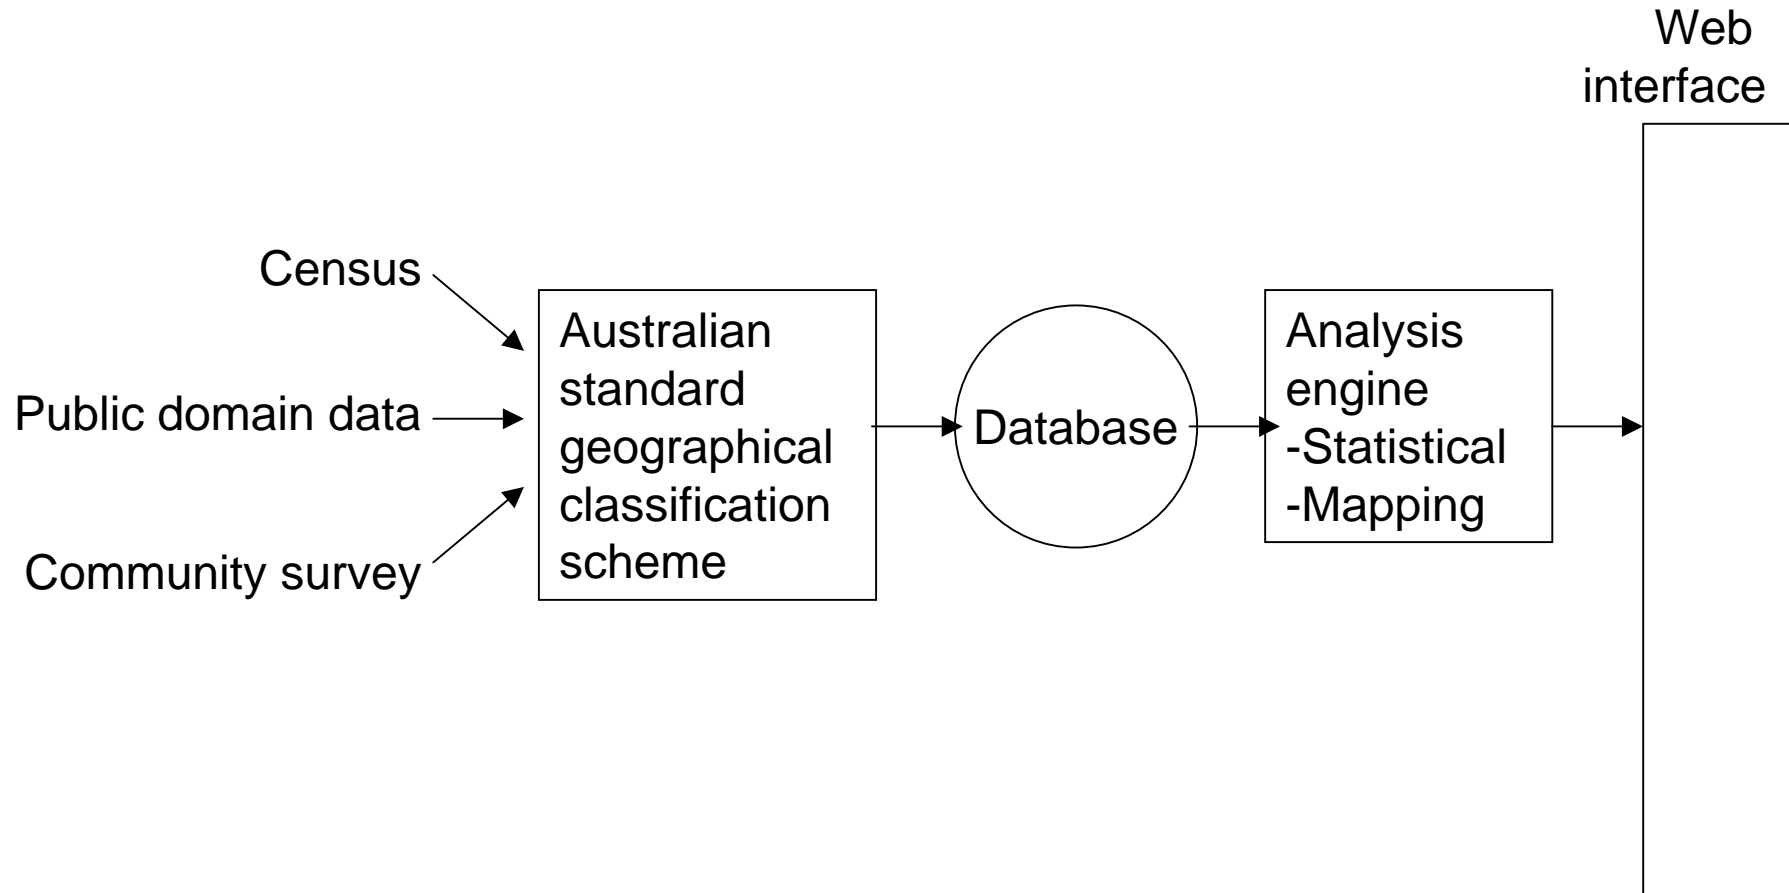 Web
interface
Census
Public domain data
Community survey
Australian
standard
geographical
classification
scheme
Database
Analysis
engine
-Statistical
-Mapping